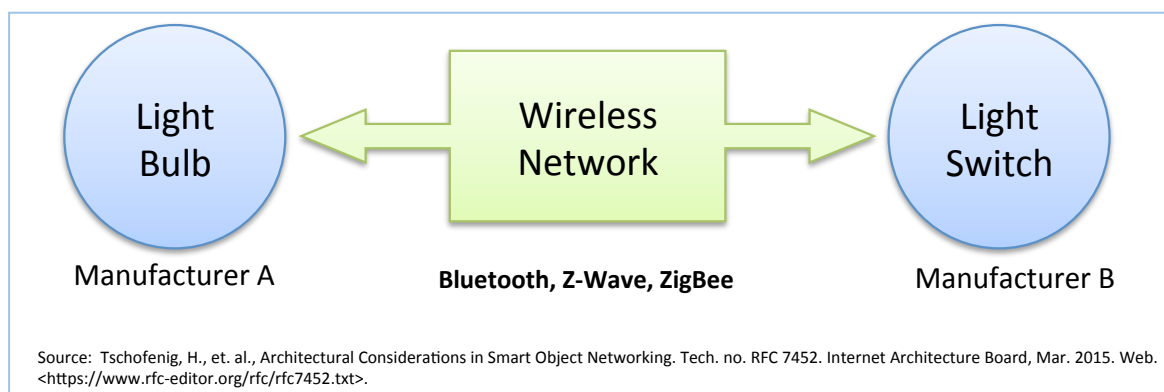 Light
Bulb
Wireless
Network
Light
Switch
Manufacturer A
Bluetooth, Z-Wave, ZigBee
Manufacturer B
Source:  Tschofenig, H., et. al., Architectural Considerations in Smart Object Networking. Tech. no. RFC 7452. Internet Architecture Board, Mar. 2015. Web.
<https://www.rfc-editor.org/rfc/rfc7452.txt>.